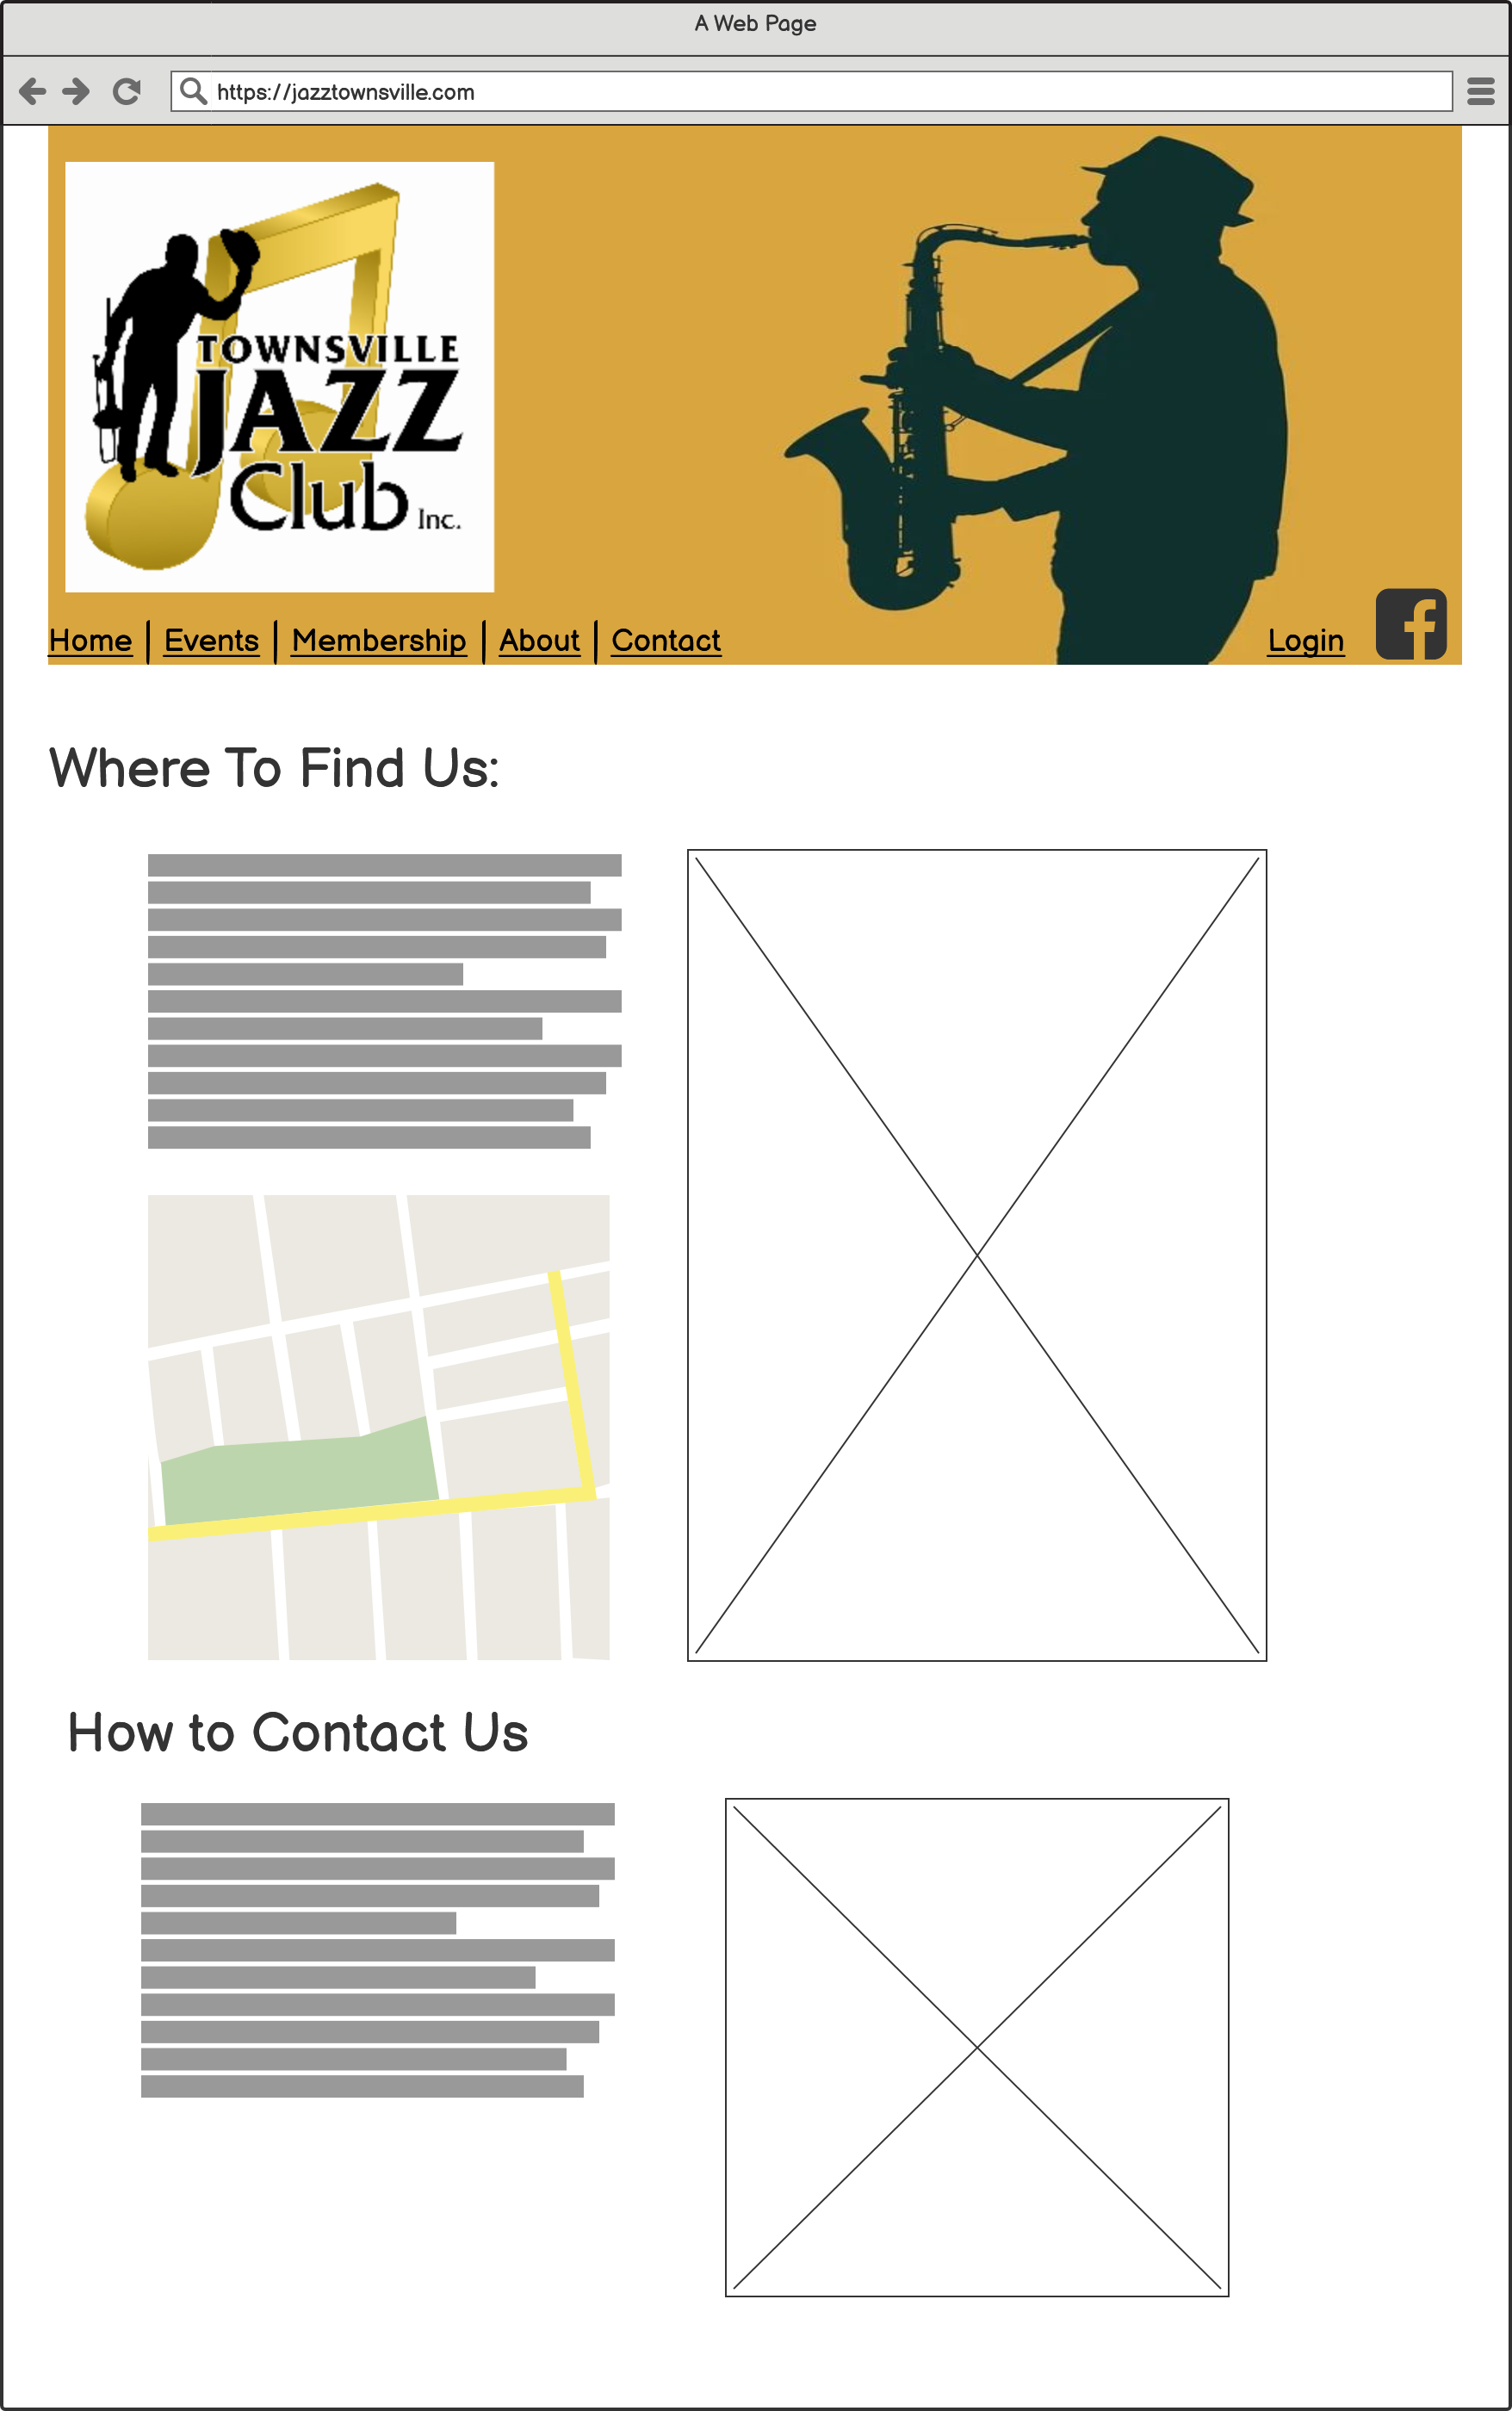 A Web Page
https://jazztownsville.com
TOWNSVILLE
JAZZ
Club Inc.
Home | Events | Membership | About | Contact
Login
Where To Find Us:
How to Contact Us